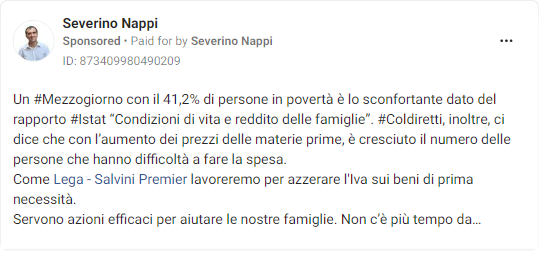 Severino Nappi
Sponsored • Paid for by Severino Nappi
ID: 873409980490209
Un #Mezzogiorno con il 41,2% di persone in povertà è lo sconfortante dato del
rapporto #Istat “Condizioni di vita e reddito delle famiglie”. #Coldiretti, inoltre, ci
dice che con l’aumento dei prezzi delle materie prime, è cresciuto il numero delle
persone che hanno difficoltà a fare la spesa.
Come Lega - Salvini Premier lavoreremo per azzerare l'Iva sui beni di prima
necessità.
Servono azioni efficaci per aiutare le nostre famiglie. Non c’è più tempo da...